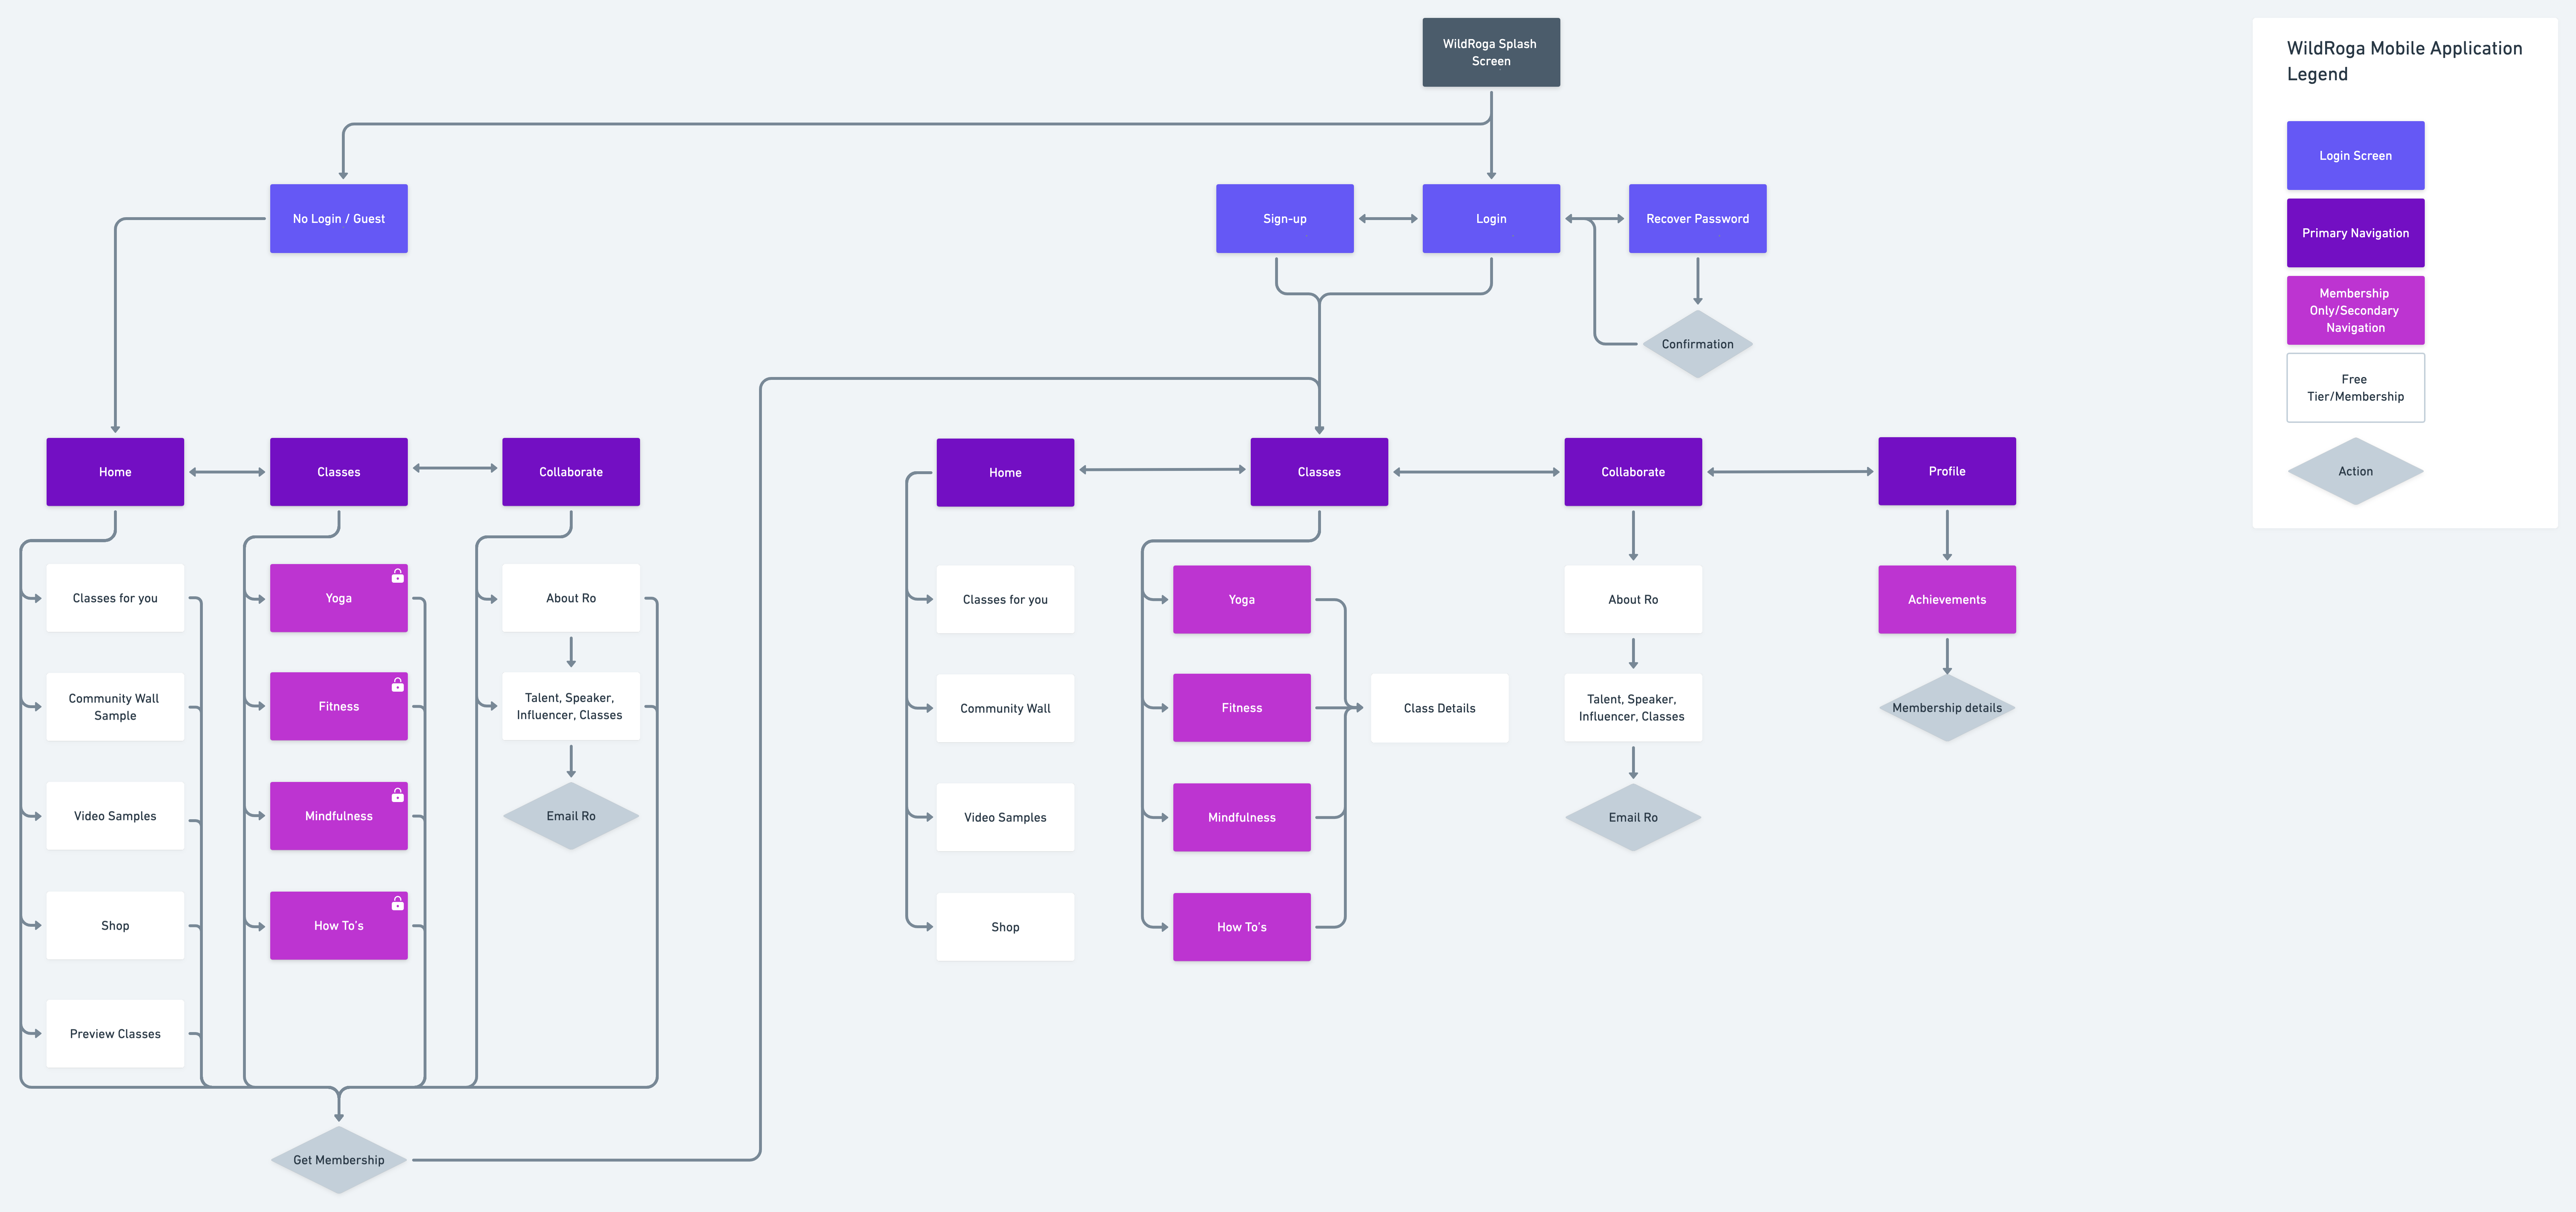 WildRoga Splash
Screen
WildRoga Mobile Application
Legend
Login Screen
Primary Navigation
Membership
Only/Secondary
Navigation
Free
Tier/Membership
Action
No Login / Guest
Sign-up
Login
Recover Password
Confirmation
Home
Classes
Collaborate
Home
Classes
Collaborate
Profile
Classes for you
Yoga
About Ro
Community Wall
Sample
Fitness
Talent, Speaker,
Influencer, Classes
Video Samples
Mindfulness
Email Ro
Shop
How To's
Preview Classes
Get Membership
Classes for you
Yoga
About Ro
Achievements
Community Wall
Fitness
Class Details
Talent, Speaker,
Influencer, Classes
Membership details
Video Samples
Mindfulness
Email Ro
Shop
How To's